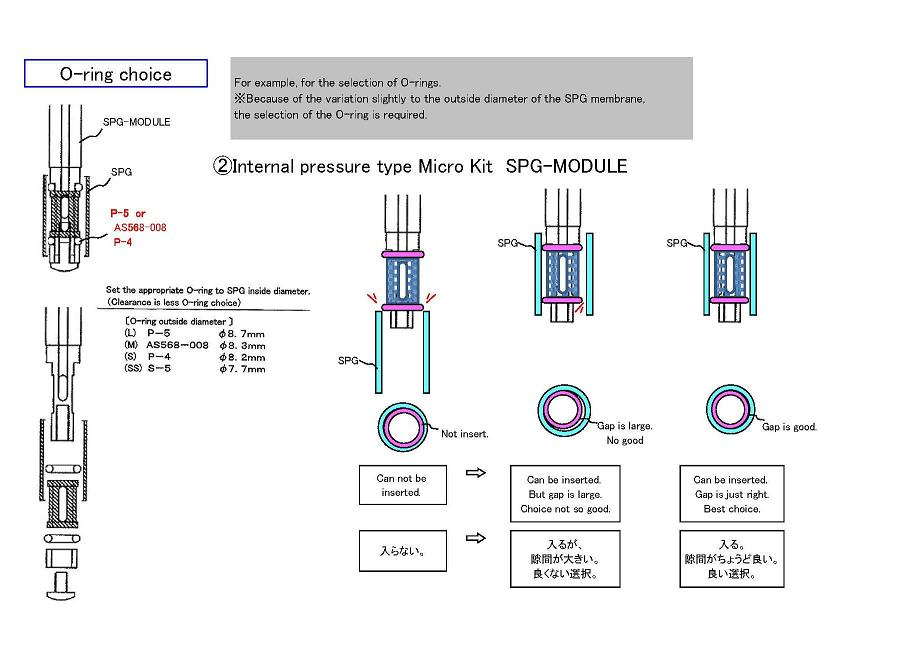 O-ring choice
For example, for the selection of O-rings.
※Because of the variation slightly to the outside diameter of the SPG membrane,
the selection of the O-ring is required.
②Internal pressure type Micro Kit SPG-MODULE
SPG-MODULE
SPG
P-5 or
AS568-008
P-4
Set the appropriate O-ring to SPG inside diameter.
(Clearance is less O-ring choice)
〔O-ring outside diameter〕
(L) P-5 φ8.7mm
(M) AS568-008 φ8.3mm
(S) P-4 φ8.2mm
(SS) S-5 φ7.7mm
SPG
SPG
SPG
Not insert.
Gap is large.
No good
Gap is good.
Can not be
inserted.
⇨
Can be inserted.
But gap is large.
Choice not so good.
Can be inserted.
Gap is just right.
Best choice.
入らない。
⇨
入るが、
隙間が大きい。
良くない選択。
入る。
隙間がちょうど良い。
良い選択。